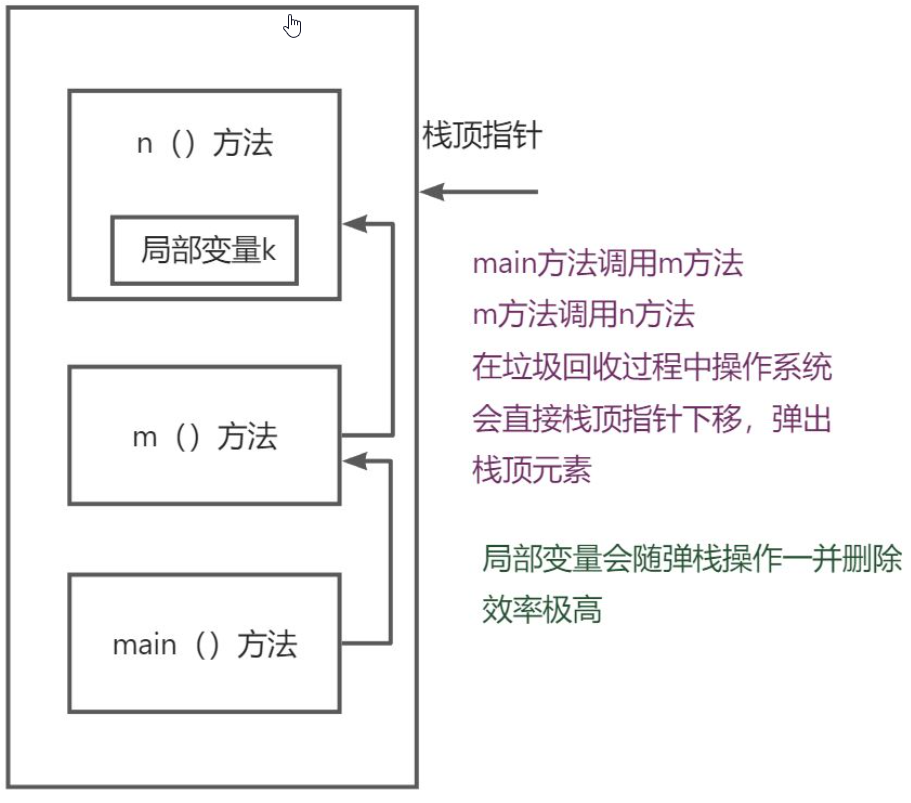 n（）方法
局部变量k
m（）方法
main（）方法
栈顶指针
main方法调用m方法
m方法调用n方法
在垃圾回收过程中操作系统
会直接栈顶指针下移，弹出
栈顶元素
局部变量会随弹栈操作一并删除
效率极高